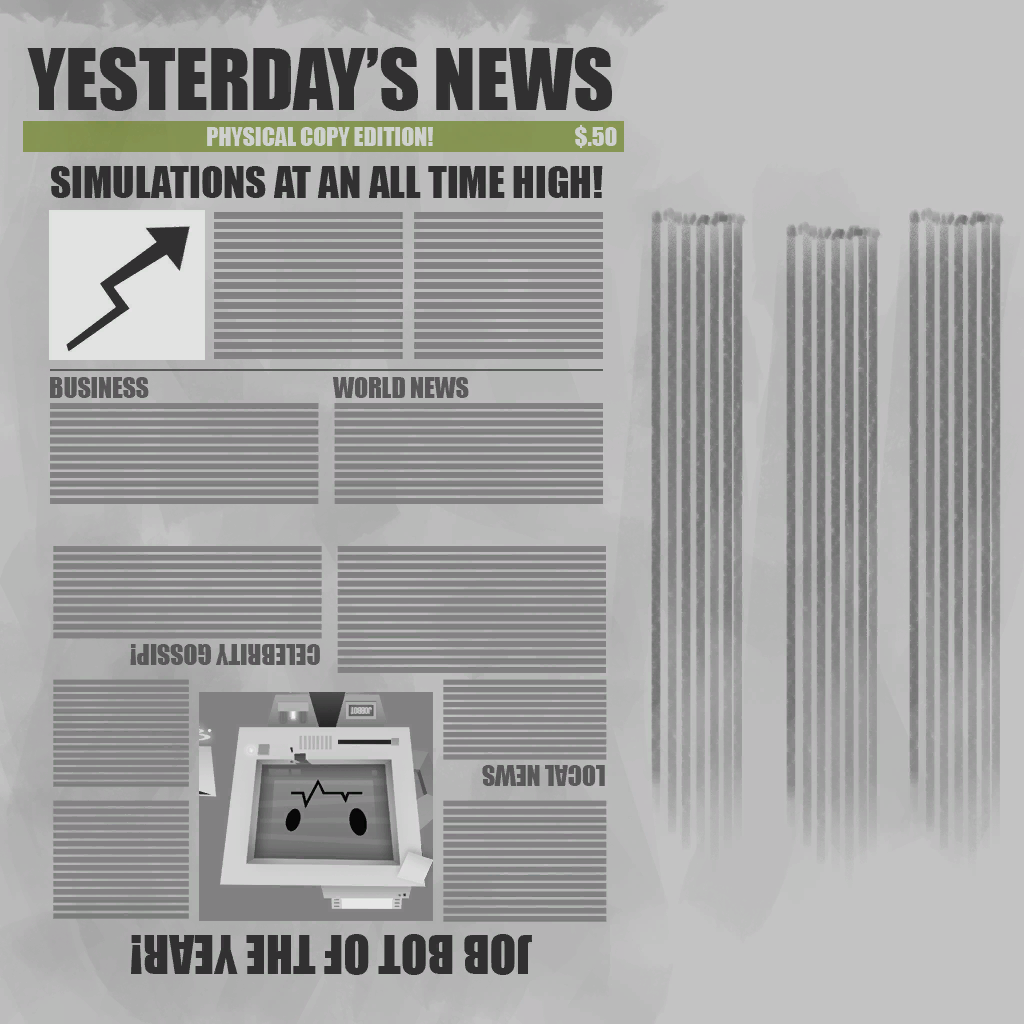 YESTERDAY'S NEWS
PHYSICAL COPY EDITION! $.50
SIMULATIONS AT AN ALL TIME HIGH!
BUSINESS
WORLD NEWS
JOB BOT OF THE YEAR!
LOCAL NEWS
CELEBRITY GOSSIP!
JOBBOT